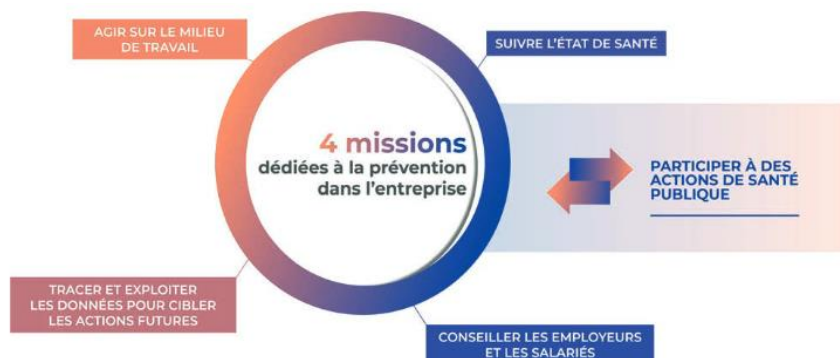 AGIR SUR LE MILIEU
DE TRAVAIL
SUIVRE L'ÉTAT DE SANTÉ
4 missions
dédiées à la prévention
dans l'entreprise
PARTICIPER À DES
ACTIONS DE SANTÉ
PUBLIQUE
TRACER ET EXPLOITER
LES DONNÉES POUR CIBLER
LES ACTIONS FUTURES
CONSEILLER LES EMPLOYEURS
ET LES SALARIÉS